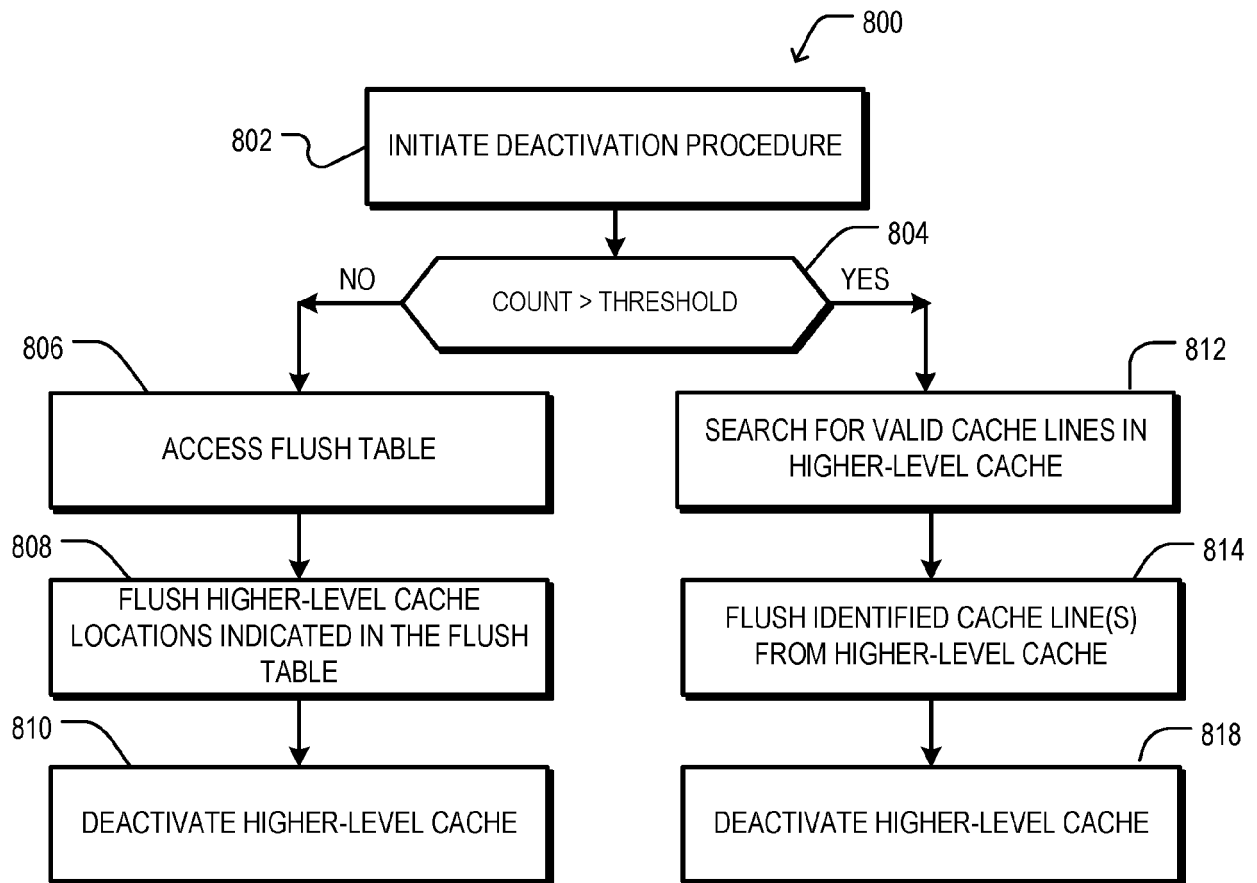 800
802
INITIATE DEACTIVATION PROCEDURE
804
NO
COUNT > THRESHOLD
YES
806
ACCESS FLUSH TABLE
812
SEARCH FOR VALID CACHE LINES IN
HIGHER-LEVEL CACHE
808
FLUSH HIGHER-LEVEL CACHE
LOCATIONS INDICATED IN THE FLUSH
TABLE
814
FLUSH IDENTIFIED CACHE LINE(S)
FROM HIGHER-LEVEL CACHE
810
DEACTIVATE HIGHER-LEVEL CACHE
818
DEACTIVATE HIGHER-LEVEL CACHE